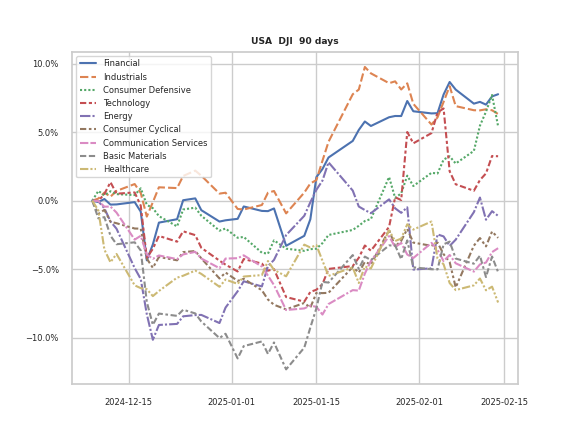 USA DJI 90 days
10.0%
5.0%
0.0%
−5.0%
−10.0%
Financial
Industrials
Consumer Defensive
Technology
Energy
Consumer Cyclical
Communication Services
Basic Materials
Healthcare
2024-12-15
2025-01-01
2025-01-15
2025-02-01
2025-02-15